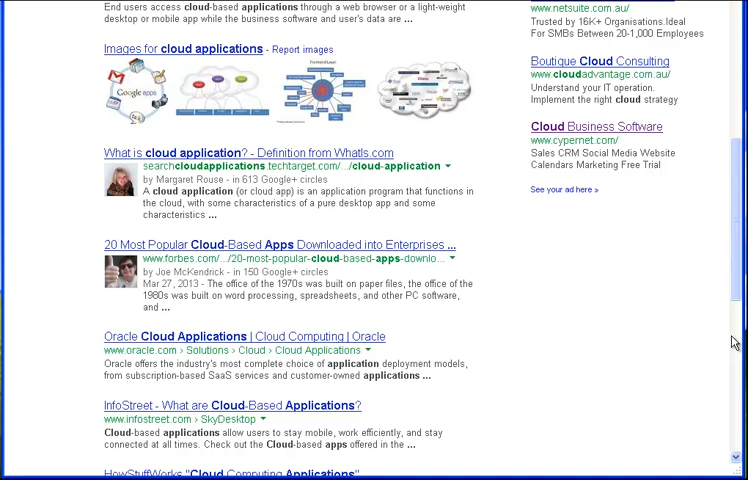 End users access cloud-based applications through a web browser or a light-weight
desktop or mobile app while the business software and user's data are ...
Images for cloud applications - Report images
Google apps
What is cloud application? - Definition from WhatIs.com
searchcloudapplications.techtarget.com/.../cloud-application
by Margaret Rouse - in 613 Google+ circles
A cloud application (or cloud app) is an application program that functions in
the cloud, with some characteristics of a pure desktop app and some
characteristics ...
20 Most Popular Cloud-Based Apps Downloaded into Enterprises ...
www.forbes.com/.../20-most-popular-cloud-based-apps-downlo...
by Joe McKendrick - in 150 Google+ circles
Mar 27, 2013 - The office of the 1970s was built on paper files, the office of the
1980s was built on word processing, spreadsheets, and other PC software,
and ...
Oracle Cloud Applications | Cloud Computing | Oracle
www.oracle.com › Solutions › Cloud › Cloud Applications
Oracle offers the industry's most complete choice of application deployment models,
from subscription-based SaaS services and customer-owned applications ...
InfoStreet - What are Cloud-Based Applications?
www.infostreet.com › SkyDesktop
Cloud-based applications allow users to stay mobile, work efficiently, and stay
connected at all times. Check out the Cloud-based apps offered in the ...
HowStuffWorks "Cloud Computing Applications"
www.netsuite.com.au/
Trusted by 16K+ Organisations.Ideal
For SMBs Between 20-1,000 Employees
Boutique Cloud Consulting
www.cloudadvantage.com.au/
Understand your IT operation.
Implement the right cloud strategy
Cloud Business Software
www.cypernet.com/
Sales CRM Social Media Website
Calendars Marketing Free Trial
See your ad here »